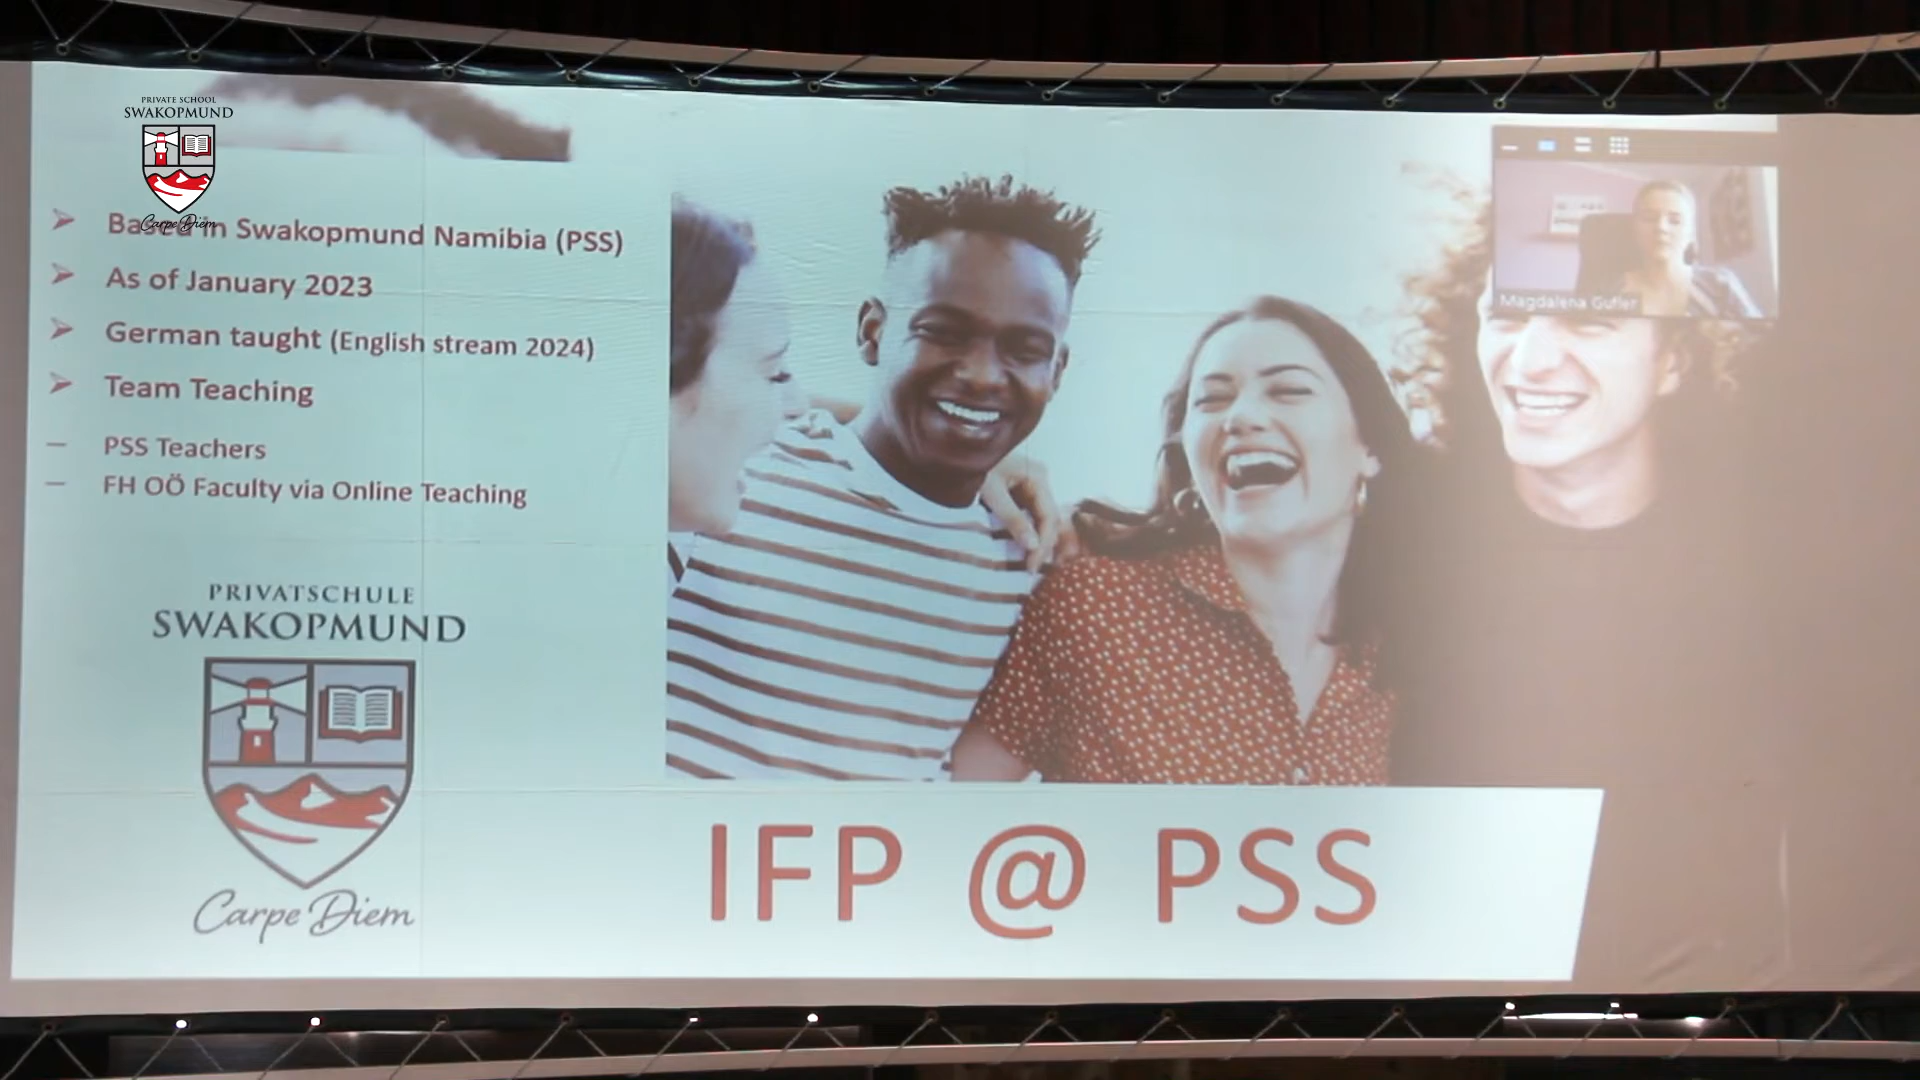 PRIVATE SCHOOL
SWAKOPMUND
Carpe Diem
Based in Swakopmund Namibia (PSS)
As of January 2023
German taught (English stream 2024)
Team Teaching
– PSS Teachers
– FH OÖ Faculty via Online Teaching
PRIVATSCHULE
SWAKOPMUND
Carpe Diem
Magdalena Gufler
IFP @ PSS